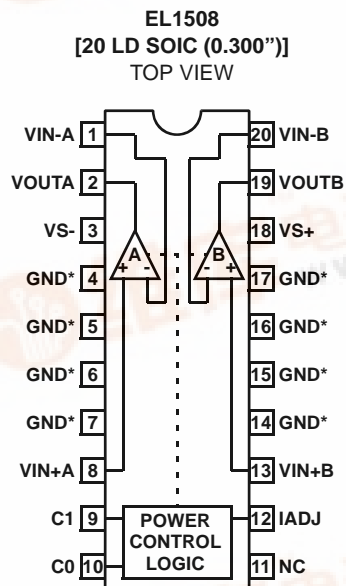 EL1508
[20 LD SOIC (0.300")]
TOP VIEW
VIN-A 1 20 VIN-B
VOUTA 2 19 VOUTB
VS- 3 18 VS+
A B
+ - - +
GND* 4 17 GND*
GND* 5 16 GND*
GND* 6 15 GND*
GND* 7 14 GND*
VIN+A 8 13 VIN+B
C1 9 POWER 12 IADJ
CONTROL
C0 10 LOGIC 11 NC